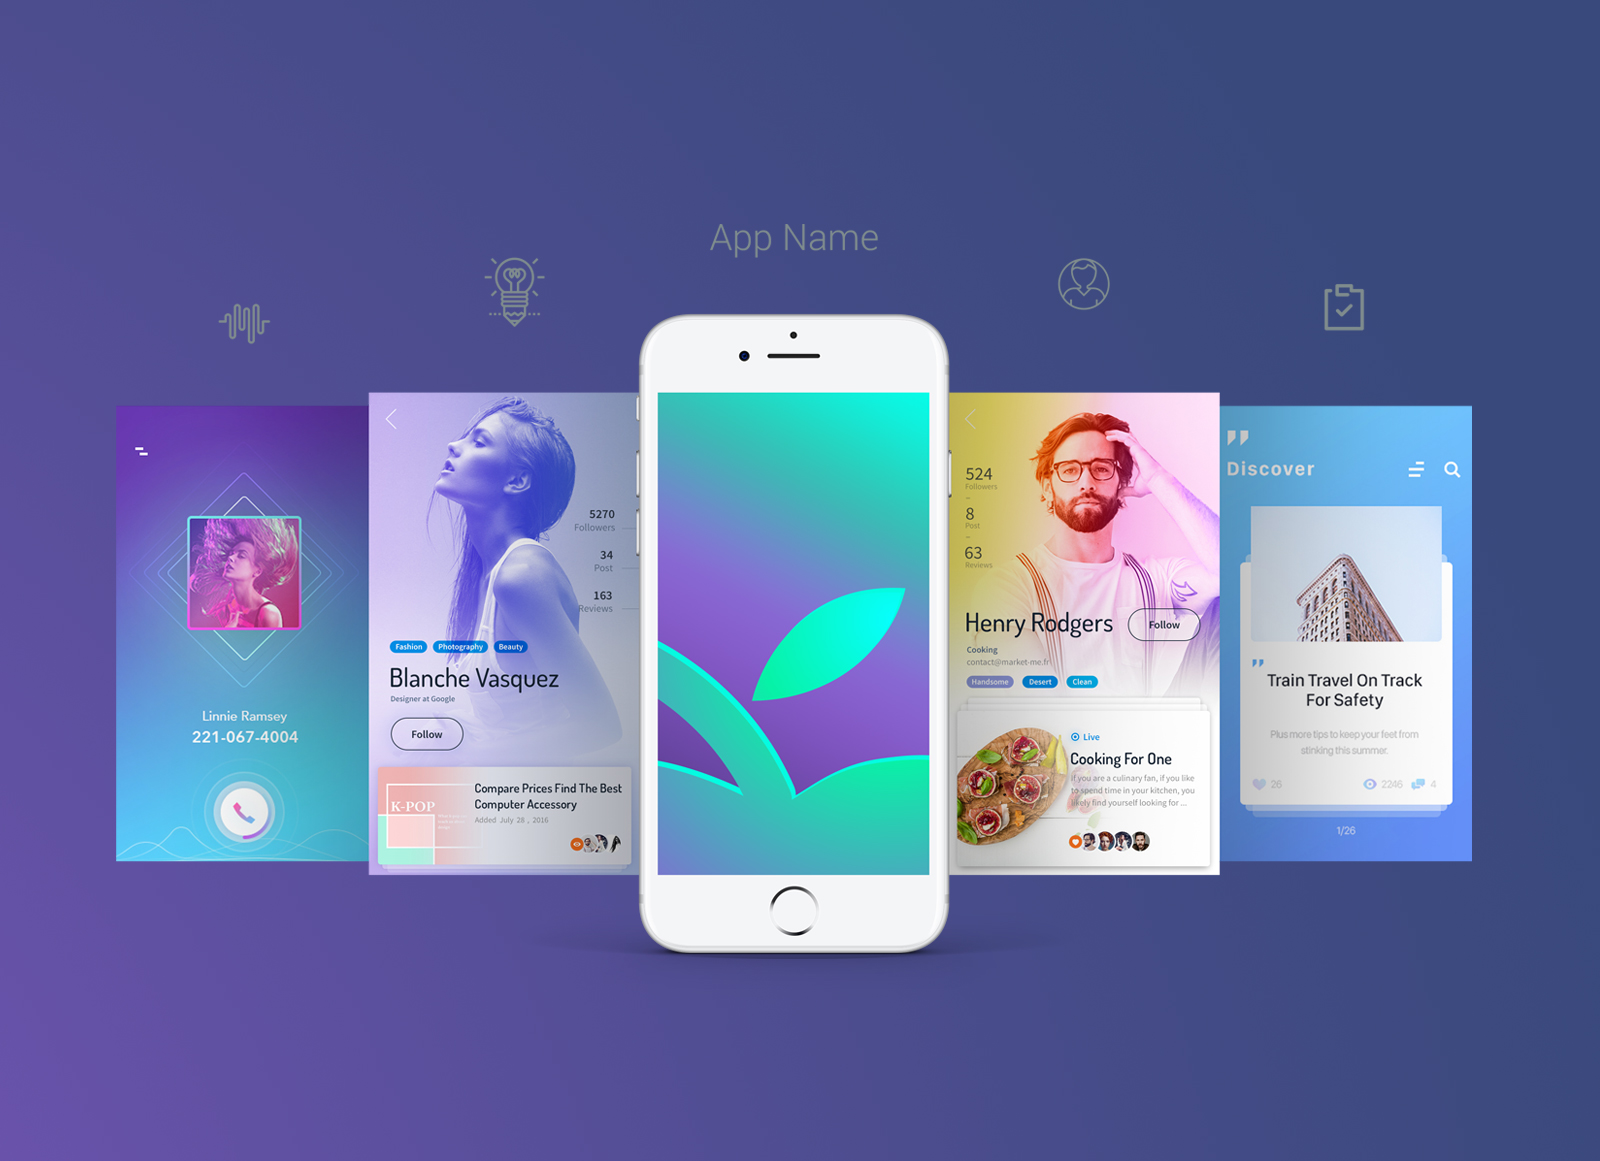 App Name
Linnie Ramsey
221-067-4004
5270
Followers
34
Post
163
Reviews
Fashion
Photography
Beauty
Blanche Vasquez
Designer at Google
Follow
K-POP
Compare Prices Find The Best
Computer Accessory
Added July 28 , 2016
524
Followers
8
Post
63
Reviews
Henry Rodgers
Follow
Cooking
contact@market-me.fr
Handsome
Desert
Clean
Live
Cooking For One
if you are a culinary fan, if you like
to spend time in your kitchen, you
likely find yourself looking for ...
Discover
Train Travel On Track
For Safety
Plus more tips to keep your feet from
stinking this summer.
26
2246
4
1/26